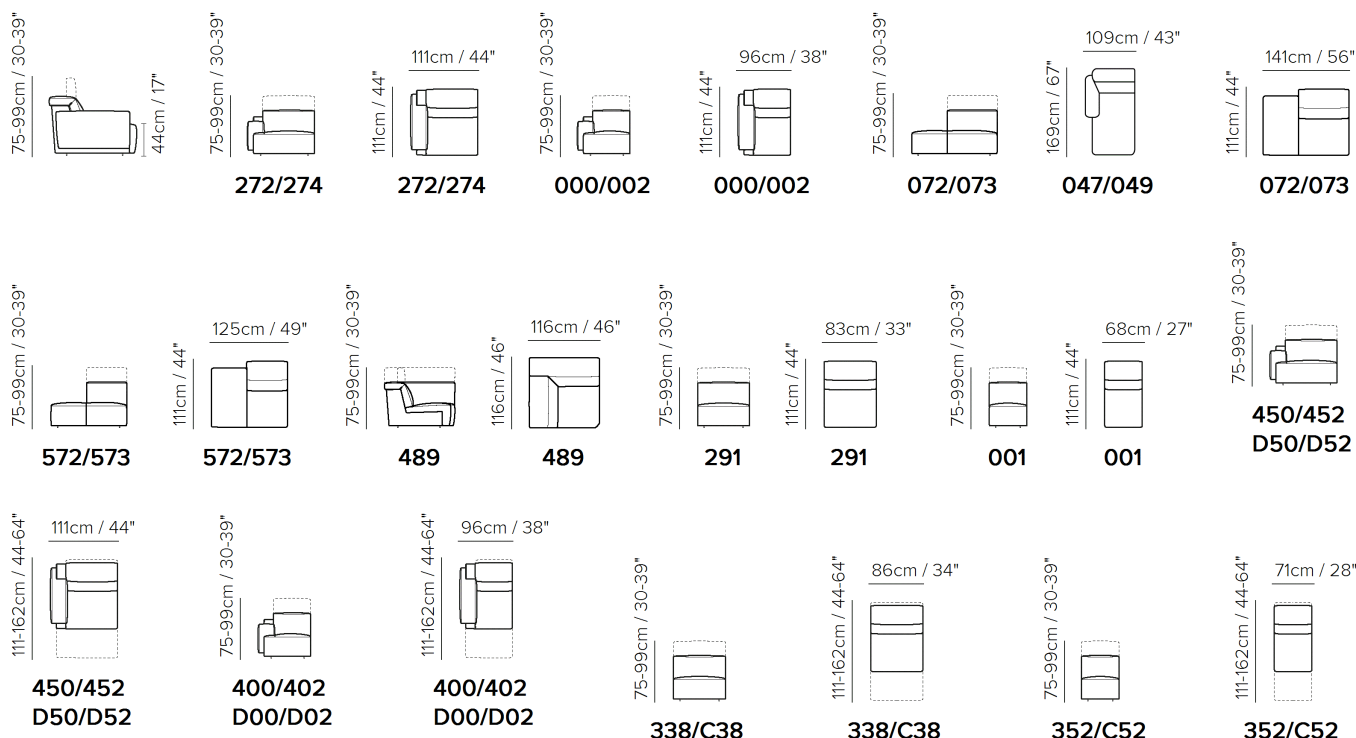 75-99cm / 30-39"
44cm / 17"
75-99cm / 30-39"
272/274
111cm / 44"
111cm / 44"
272/274
75-99cm / 30-39"
000/002
96cm / 38"
111cm / 44"
000/002
75-99cm / 30-39"
072/073
109cm / 43"
169cm / 67"
047/049
141cm / 56"
111cm / 44"
072/073
75-99cm / 30-39"
572/573
125cm / 49"
111cm / 44"
572/573
75-99cm / 30-39"
489
116cm / 46"
116cm / 46"
489
75-99cm / 30-39"
291
83cm / 33"
111cm / 44"
291
75-99cm / 30-39"
001
68cm / 27"
111cm / 44"
001
75-99cm / 30-39"
450/452
D50/D52
111cm / 44"
111-162cm / 44-64"
450/452
D50/D52
75-99cm / 30-39"
400/402
D00/D02
96cm / 38"
111-162cm / 44-64"
400/402
D00/D02
75-99cm / 30-39"
338/C38
86cm / 34"
111-162cm / 44-64"
338/C38
75-99cm / 30-39"
352/C52
71cm / 28"
111-162cm / 44-64"
352/C52